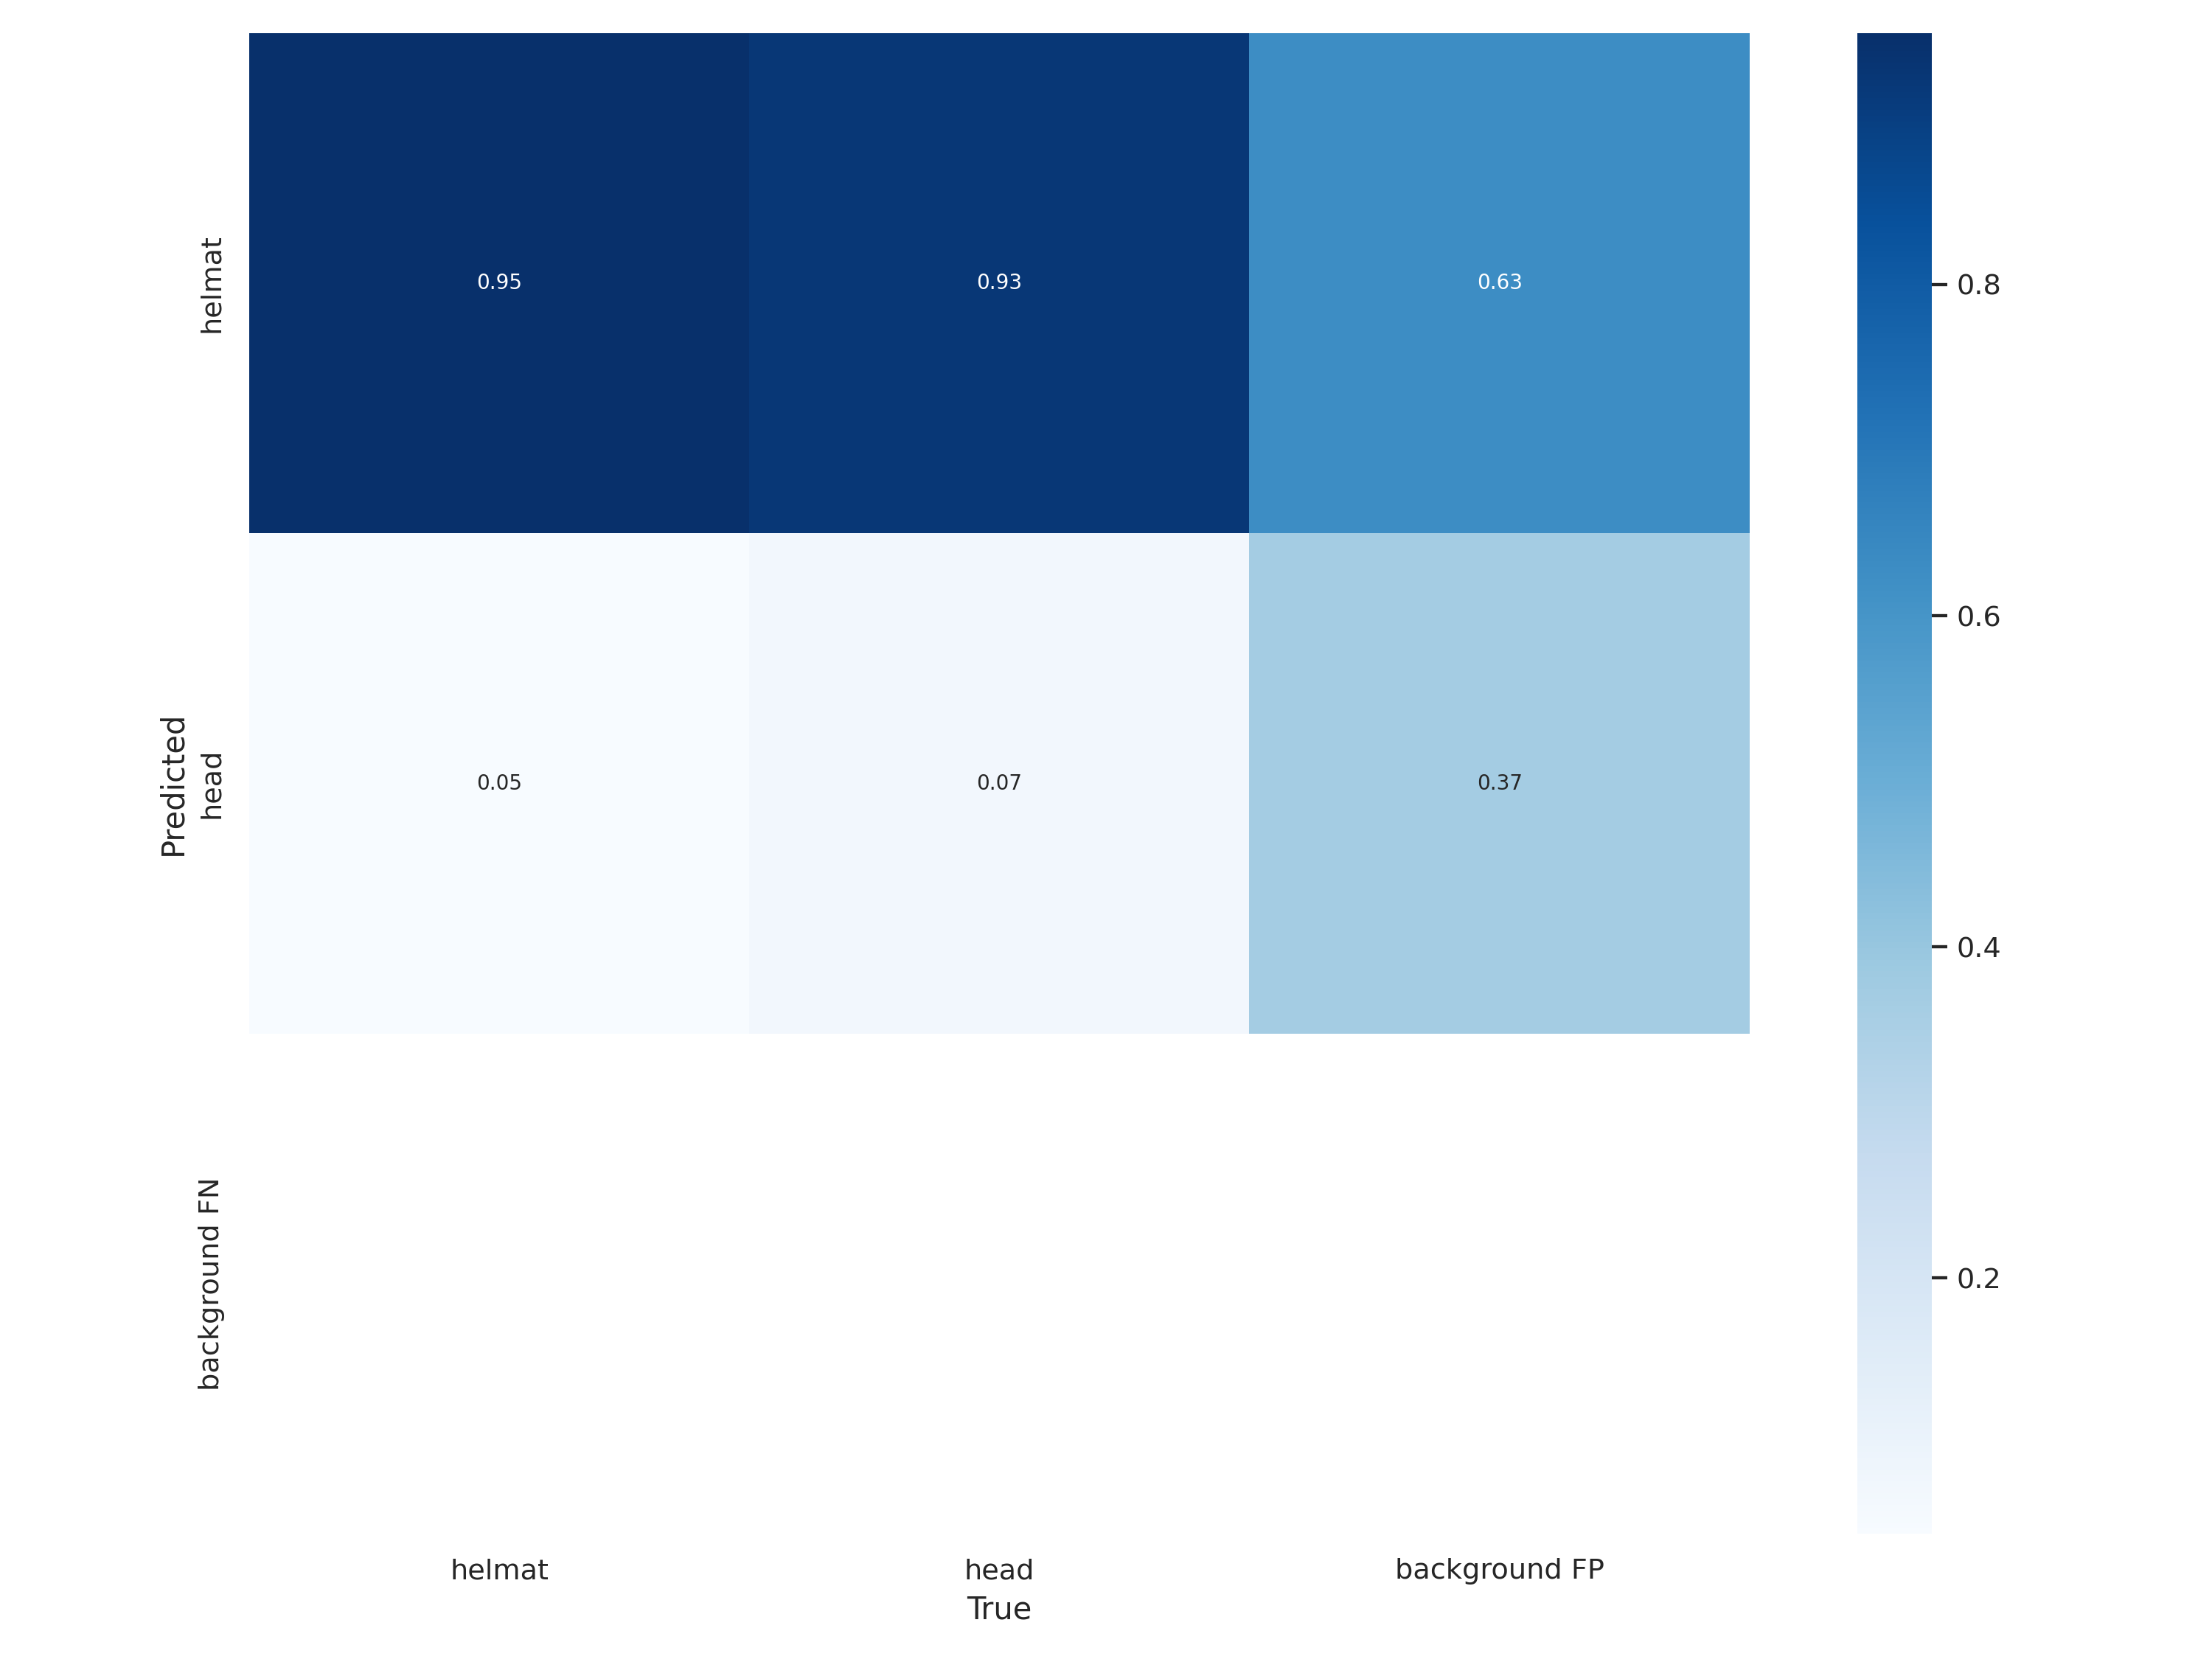 helmat
0.95 0.93 0.63
0.8
0.6
Predicted
head
0.05 0.07 0.37
0.4
background FN
0.2
helmat head background FP
True